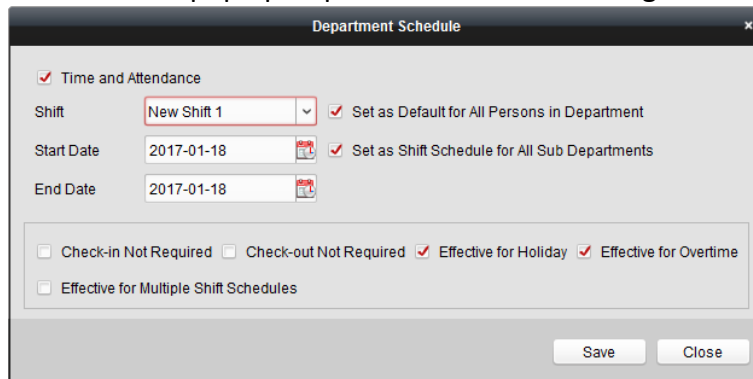 Department Schedule
Time and Attendance
Shift New Shift 1 Set as Default for All Persons in Department
Start Date 2017-01-18 Set as Shift Schedule for All Sub Departments
End Date 2017-01-18
Check-in Not Required Check-out Not Required Effective for Holiday Effective for Overtime
Effective for Multiple Shift Schedules
Save Close